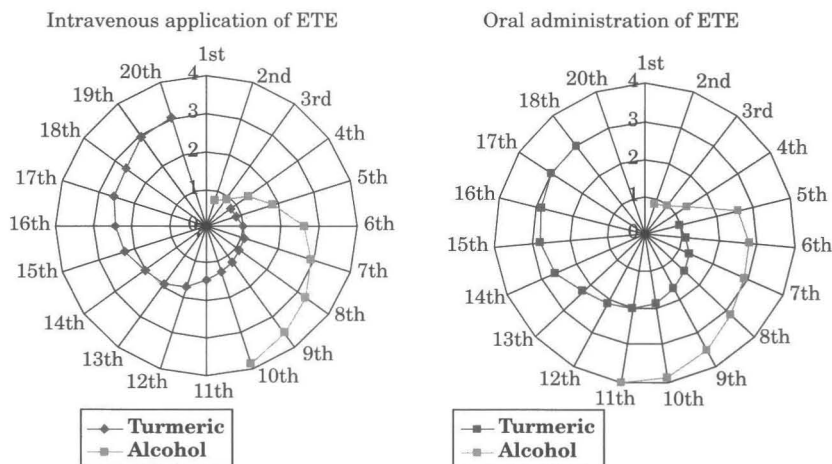 Intravenous application of ETE
1st
2nd
3rd
4th
5th
6th
7th
8th
9th
10th
11th
12th
13th
14th
15th
16th
17th
18th
19th
20th
4
3
2
1
0
Turmeric
Alcohol
Oral administration of ETE
1st
2nd
3rd
4th
5th
6th
7th
8th
9th
10th
11th
12th
13th
14th
15th
16th
17th
18th
20th
4
3
2
1
0
Turmeric
Alcohol